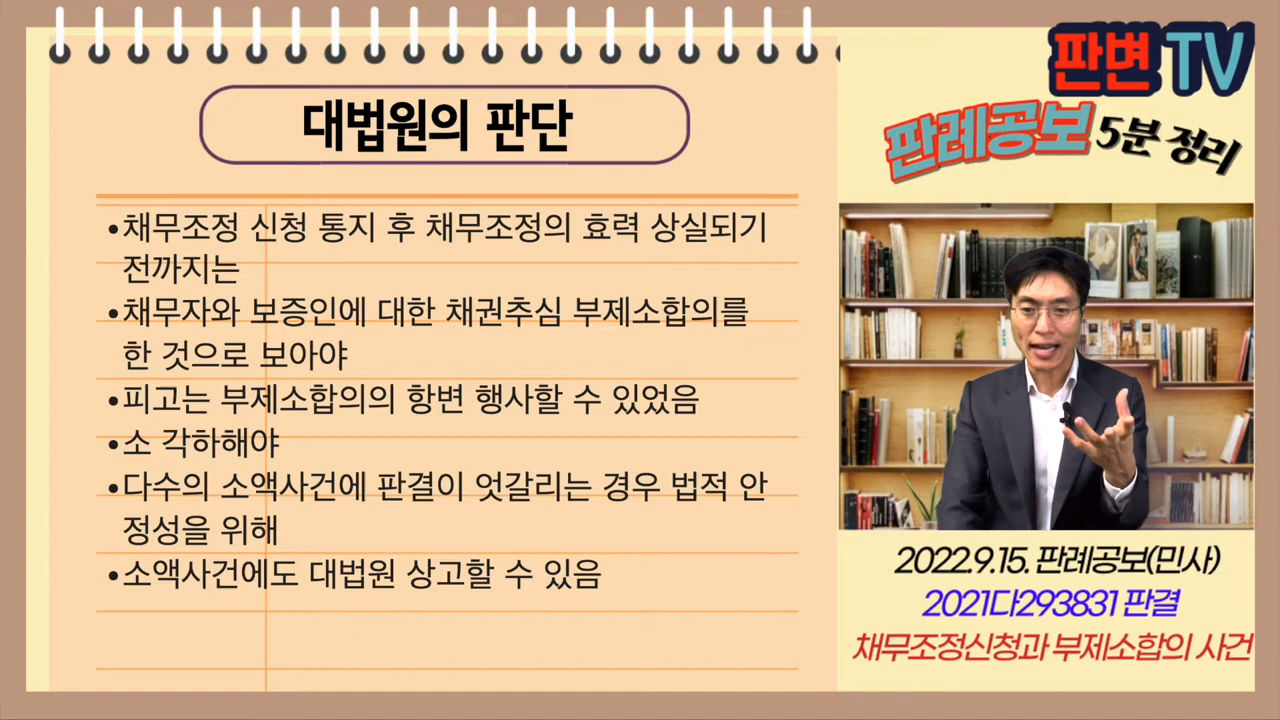 판변 TV
판례공보 5분 정리
대법원의 판단
•채무조정 신청 통지 후 채무조정의 효력 상실되기
전까지는
•채무자와 보증인에 대한 채권추심 부제소합의를
한 것으로 보아야
•피고는 부제소합의의 항변 행사할 수 있었음
•소 각하해야
•다수의 소액사건에 판결이 엇갈리는 경우 법적 안
정성을 위해
•소액사건에도 대법원 상고할 수 있음
2022.9.15. 판례공보(민사)
2021다293831 판결
채무조정신청과 부제소합의 사건